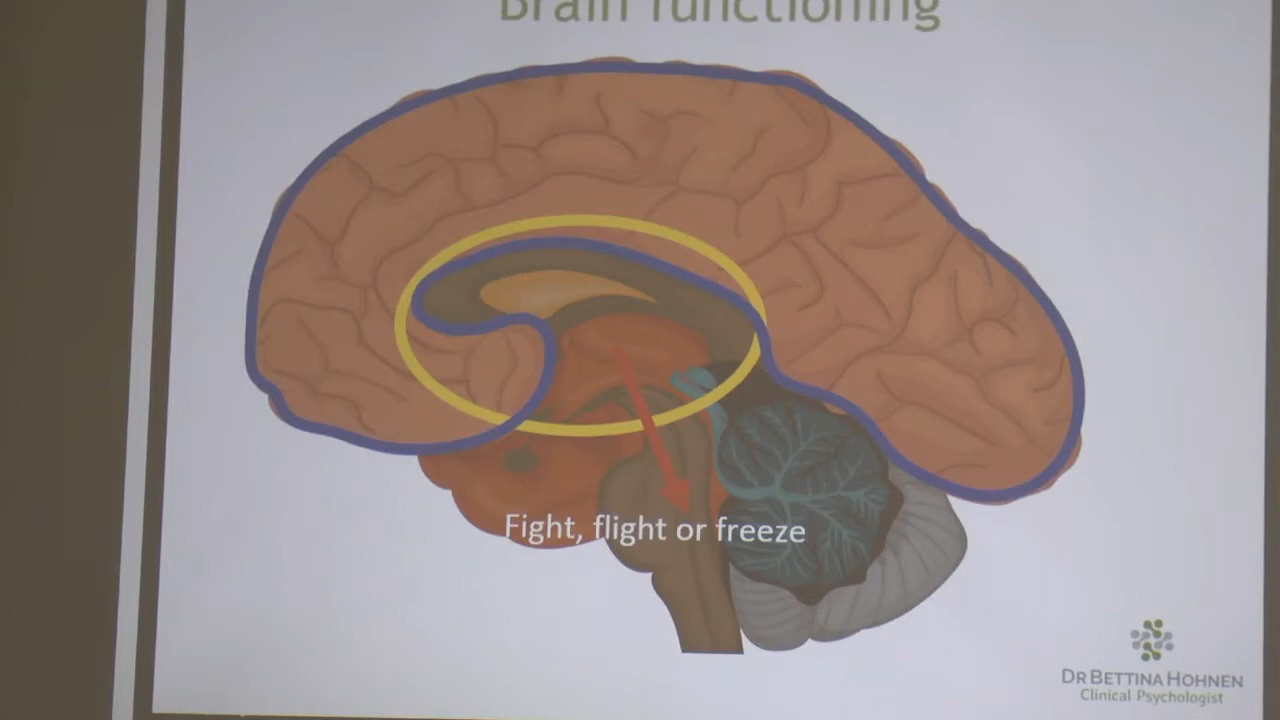 Brain functioning
Fight, flight or freeze
DR BETTINA HOHNEN
Clinical Psychologist